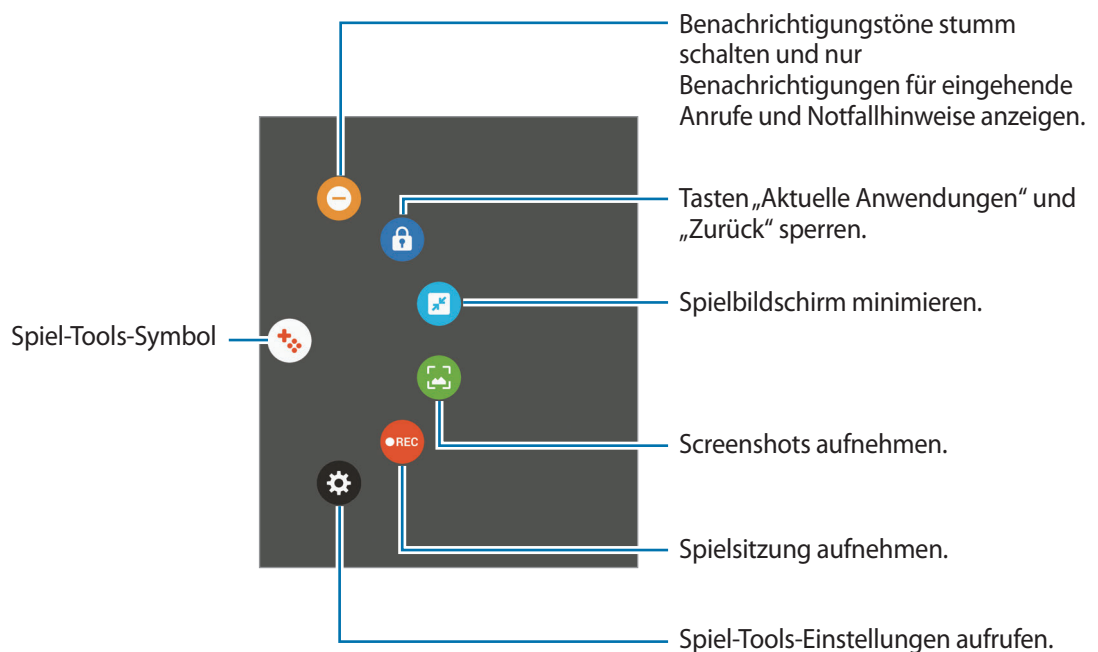 Benachrichtigungstöne stumm
schalten und nur
Benachrichtigungen für eingehende
Anrufe und Notfallhinweise anzeigen.
Tasten „Aktuelle Anwendungen“ und
„Zurück“ sperren.
Spielbildschirm minimieren.
Spiel-Tools-Symbol
Screenshots aufnehmen.
REC
Spielsitzung aufnehmen.
Spiel-Tools-Einstellungen aufrufen.